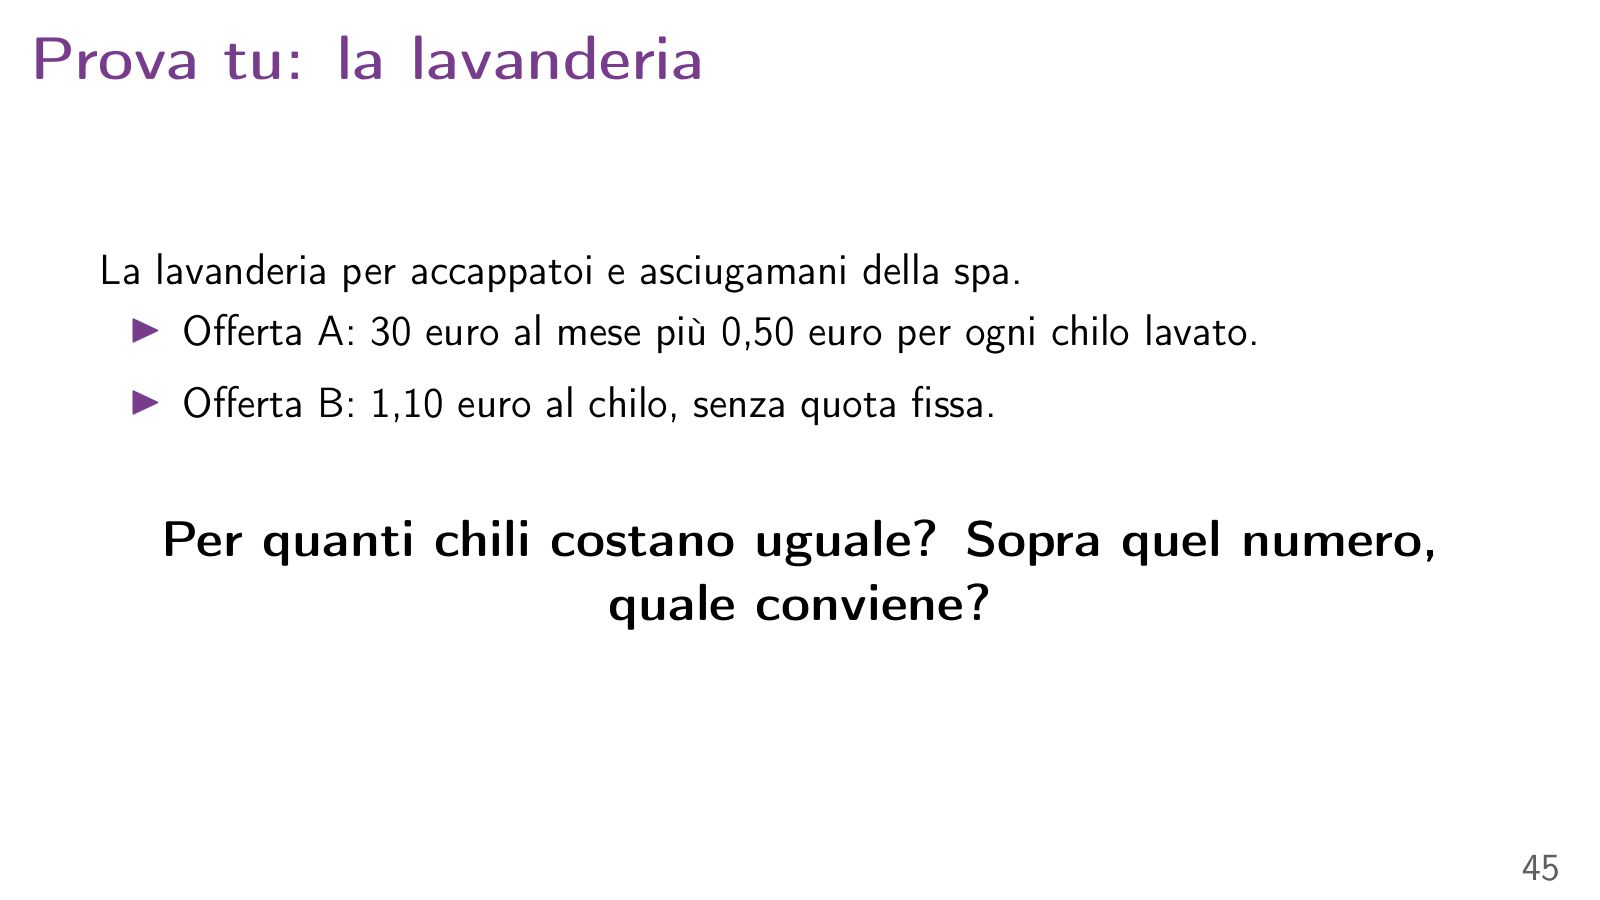 Prova tu: la lavanderia
La lavanderia per accappatoi e asciugamani della spa.
▶ Offerta A: 30 euro al mese più 0,50 euro per ogni chilo lavato.
▶ Offerta B: 1,10 euro al chilo, senza quota fissa.
Per quanti chili costano uguale? Sopra quel numero,
quale conviene?
45